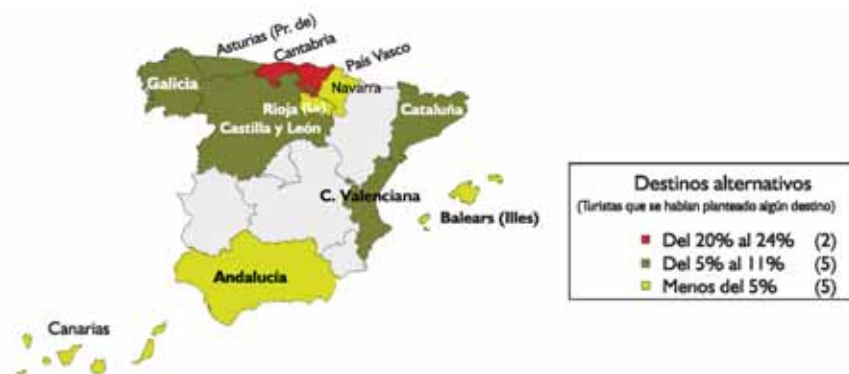 Asturias (Pr. de)
Cantabria
País Vasco
Galicia
Navarra
Rioja (La)
Cataluña
Castilla y León
C. Valenciana
Balears (Illes)
Andalucía
Canarias
Destinos alternativos
(Turistas que se habían planteado algún destino)
Del 20% al 24% (2)
Del 5% al 11% (5)
Menos del 5% (5)